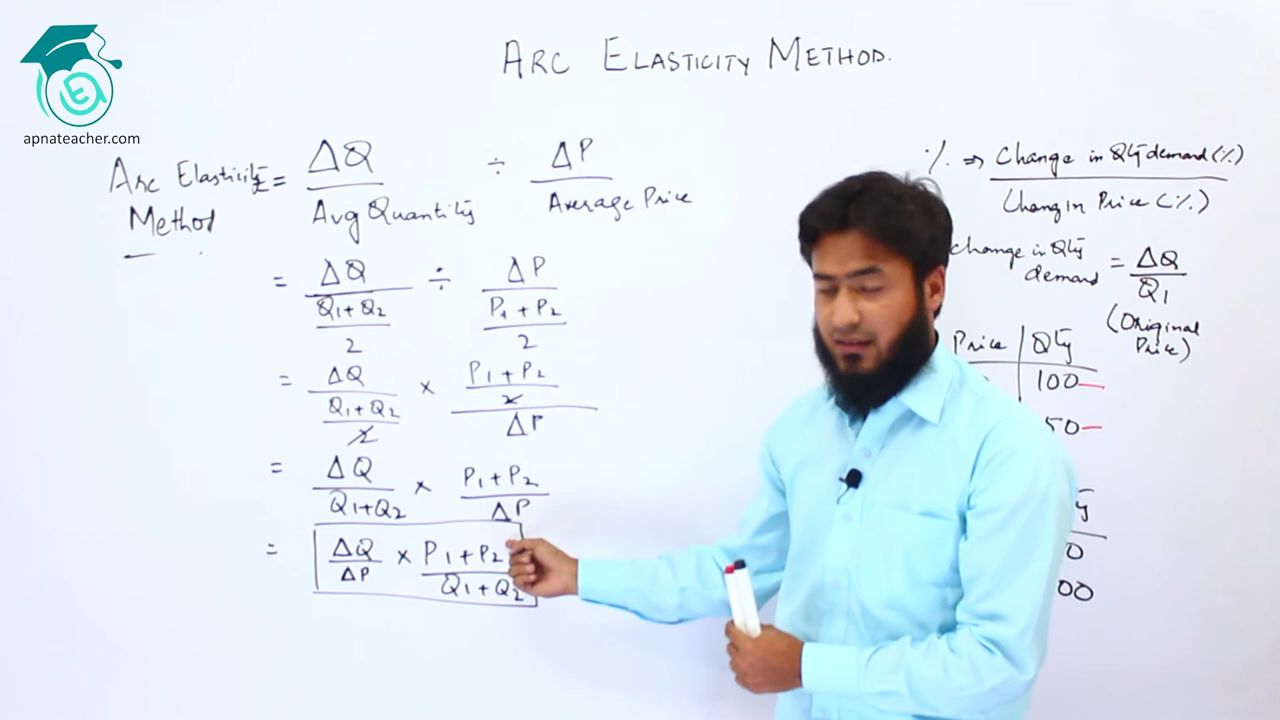 apnateacher.com
ARC ELASTICITY METHOD.
Arc Elasticity Method = ΔQ / Avg Quantity ÷ ΔP / Average Price
= ΔQ / (Q1+Q2 / 2) ÷ ΔP / (P1+P2 / 2)
= ΔQ / (Q1+Q2 / 2) × (P1+P2 / 2) / ΔP
= ΔQ / Q1+Q2 × P1+P2 / ΔP
= ΔQ / ΔP × P1+P2 / Q1+Q2
% ⇒ Change in Qty demand (%)
Change in Price (%)
change in Qty demand = ΔQ / Q1
(Original Price)
Price | Qty
100
50
0
00